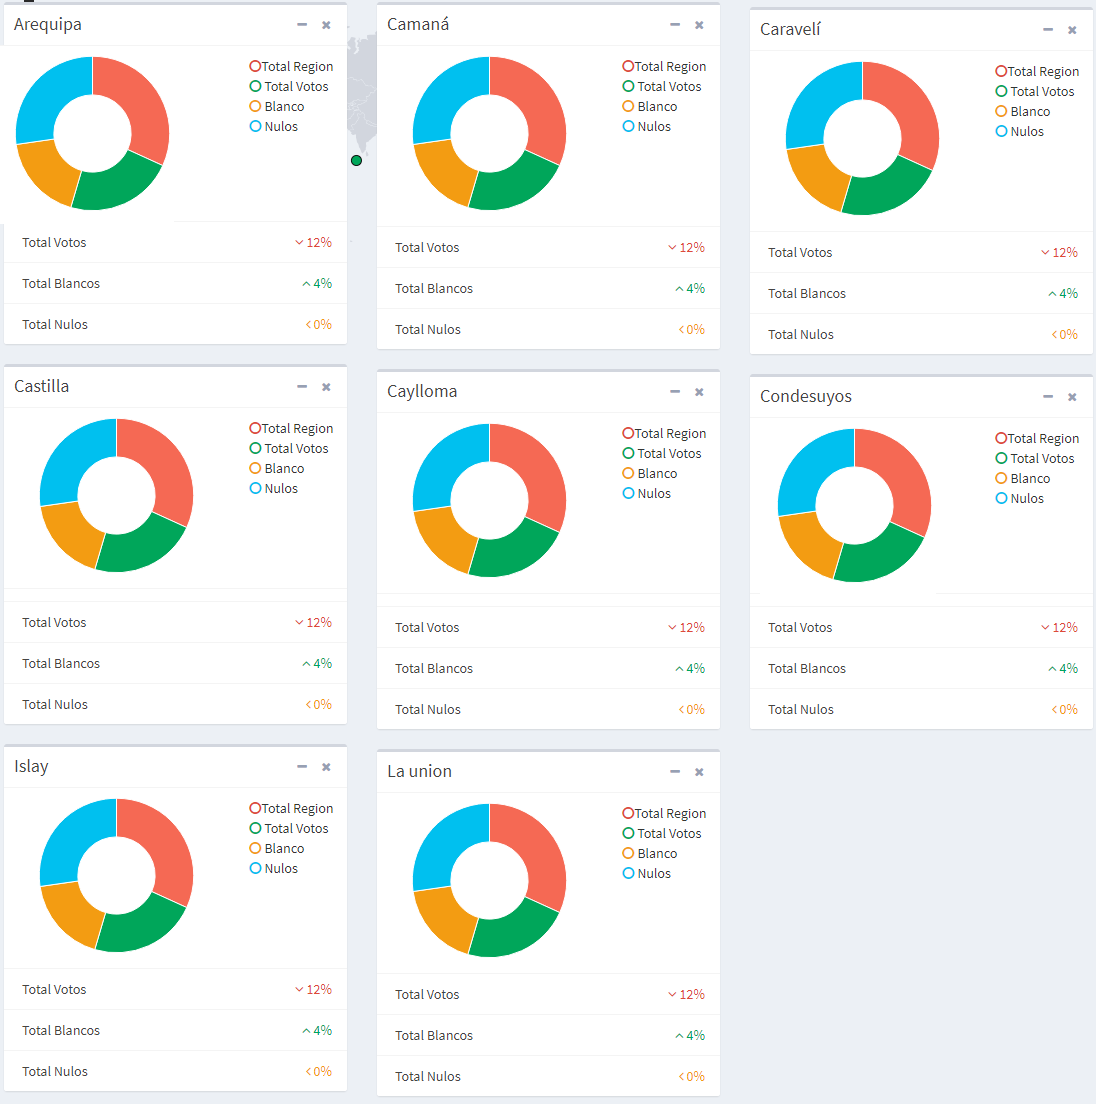 Arequipa
Total Region
Total Votos
Blanco
Nulos
Total Votos 12%
Total Blancos 4%
Total Nulos 0%
Camaná
Total Region
Total Votos
Blanco
Nulos
Total Votos 12%
Total Blancos 4%
Total Nulos 0%
Caravelí
Total Region
Total Votos
Blanco
Nulos
Total Votos 12%
Total Blancos 4%
Total Nulos 0%
Castilla
Total Region
Total Votos
Blanco
Nulos
Total Votos 12%
Total Blancos 4%
Total Nulos 0%
Caylloma
Total Region
Total Votos
Blanco
Nulos
Total Votos 12%
Total Blancos 4%
Total Nulos 0%
Condesuyos
Total Region
Total Votos
Blanco
Nulos
Total Votos 12%
Total Blancos 4%
Total Nulos 0%
Islay
Total Region
Total Votos
Blanco
Nulos
Total Votos 12%
Total Blancos 4%
Total Nulos 0%
La union
Total Region
Total Votos
Blanco
Nulos
Total Votos 12%
Total Blancos 4%
Total Nulos 0%